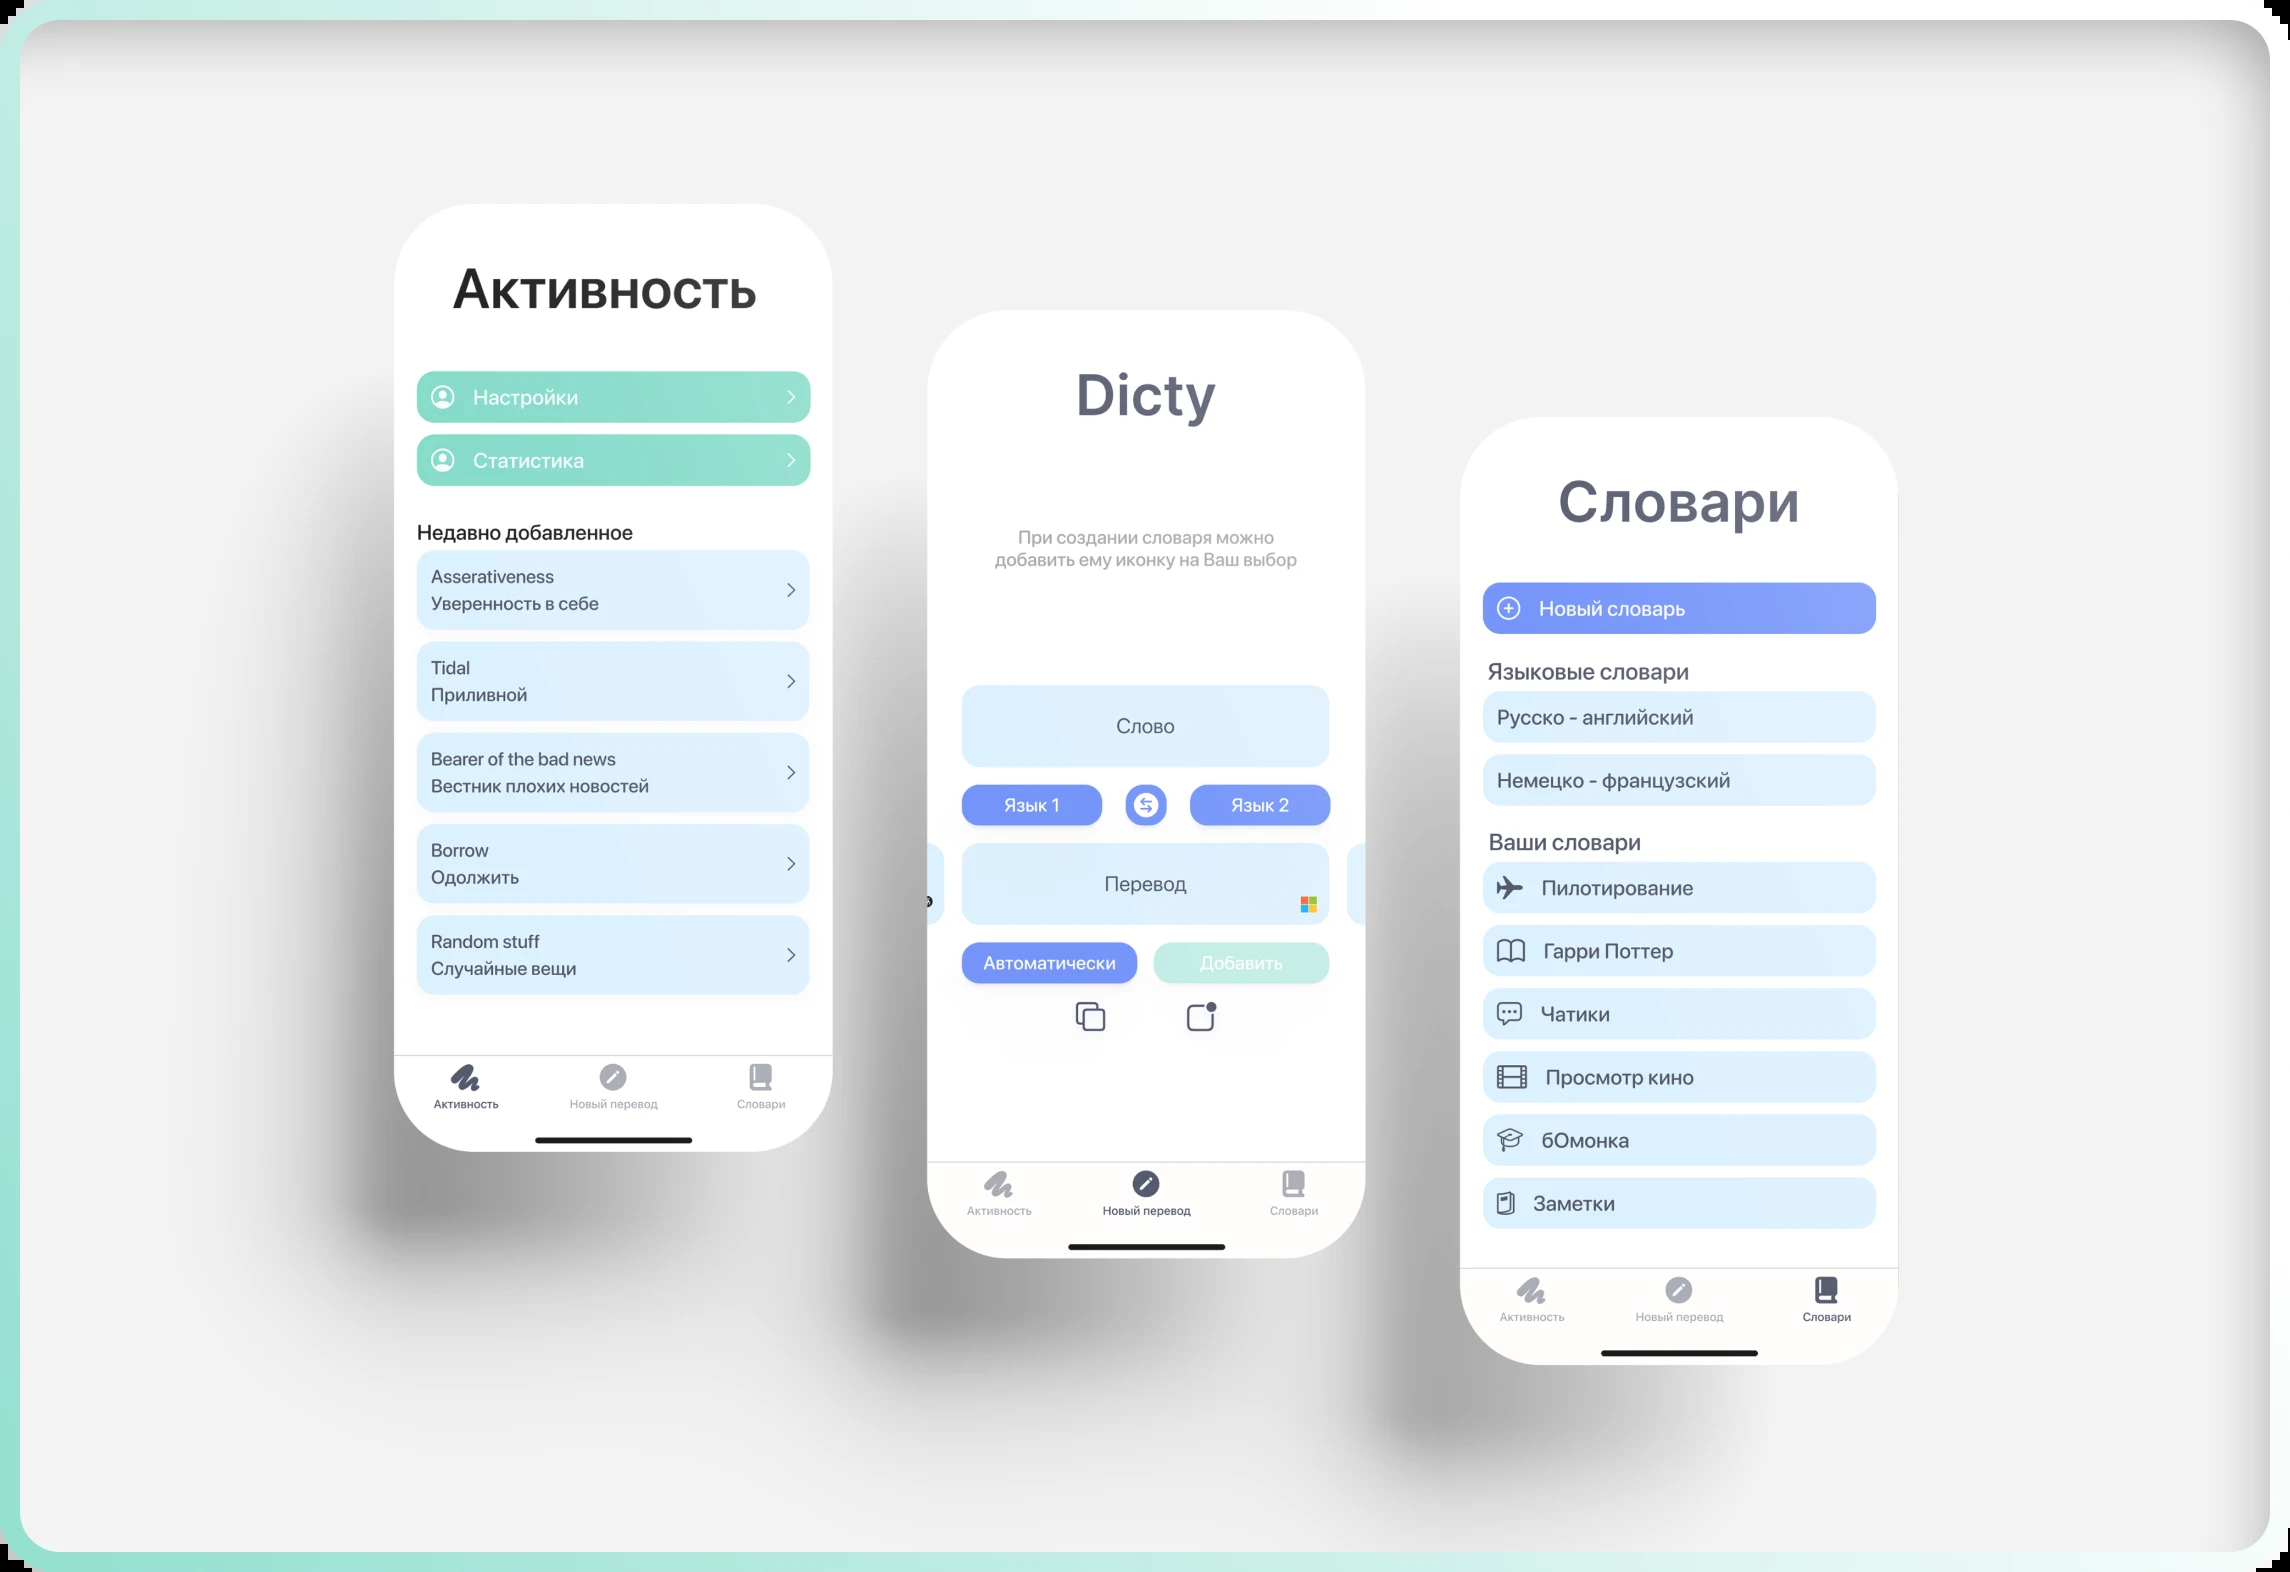 Активность
Настройки
Статистика
Недавно добавленное
Asserativeness
Уверенность в себе
Tidal
Приливной
Bearer of the bad news
Вестник плохих новостей
Borrow
Одолжить
Random stuff
Случайные вещи
Активность
Новый перевод
Словари
Dicty
При создании словаря можно
добавить ему иконку на Ваш выбор
Слово
Язык 1
Язык 2
Перевод
Автоматически
Добавить
Активность
Новый перевод
Словари
Словари
Новый словарь
Языковые словари
Русско - английский
Немецко - французский
Ваши словари
Пилотирование
Гарри Поттер
Чатики
Просмотр кино
бОмонка
Заметки
Активность
Новый перевод
Словари